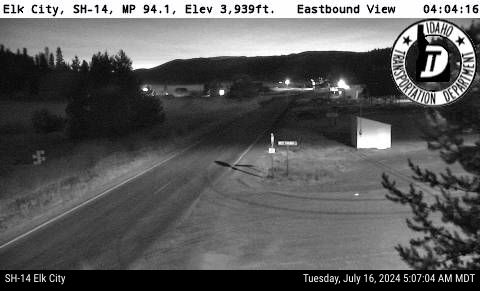 Elk City, SH-14, MP 94.1, Elev 3,939ft.   Eastbound View   04:04:16
IDAHO
TRANSPORTATION DEPARTMENT
SH-14 Elk City
Tuesday, July 16, 2024 5:07:04 AM MDT